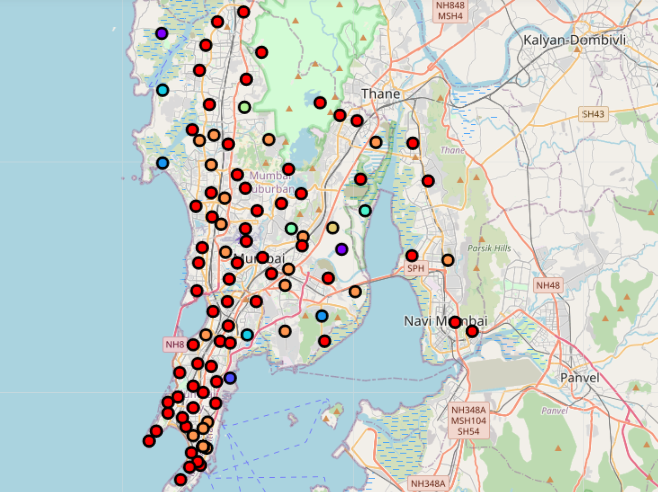 NH848
MSH4
Kalyan-Dombivli
Thane
SH43
Thane
Mumbai
Suburban
Parsik Hills
Mumbai
SPH
NH48
Navi Mumbai
NH8
Panvel
Panvel
NH348A
MSH104
SH54
NH348A